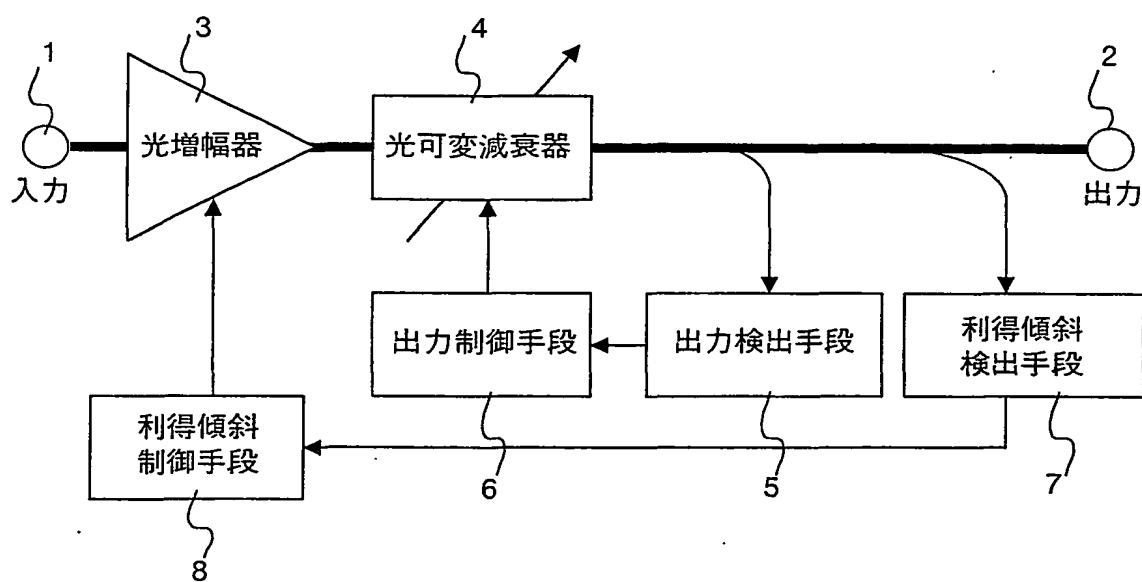 1
3
4
2
光増幅器
光可変減衰器
入力
出力
出力制御手段
出力検出手段
利得傾斜
検出手段
利得傾斜
制御手段
6
5
7
8